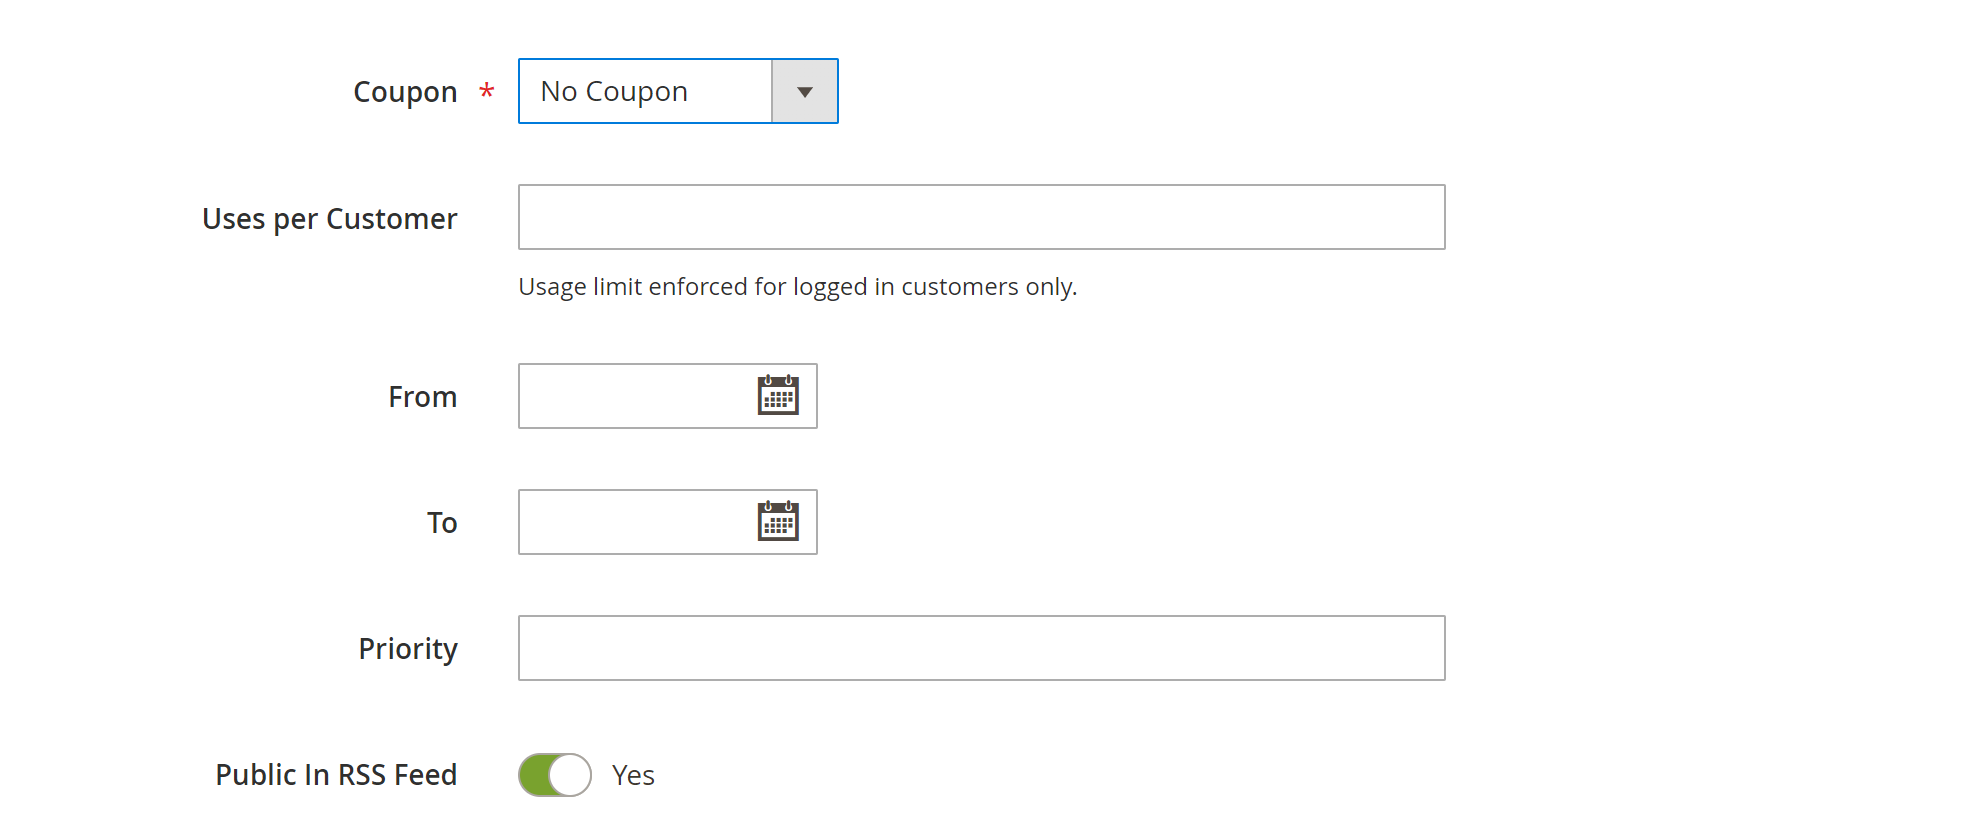 Coupon * No Coupon
Uses per Customer
Usage limit enforced for logged in customers only.
From
To
Priority
Public In RSS Feed Yes